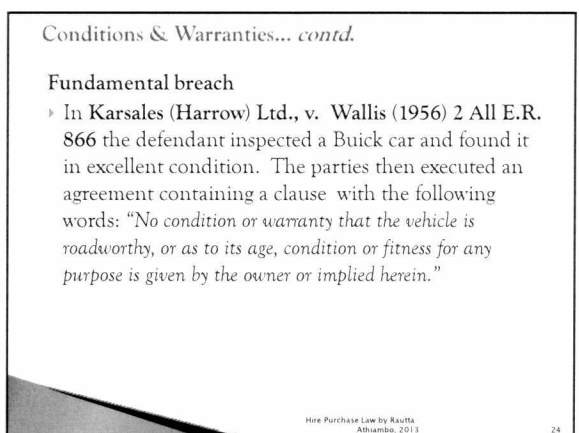 Conditions & Warranties... contd.
Fundamental breach
In Karsales (Harrow) Ltd., v. Wallis (1956) 2 All E.R.
866 the defendant inspected a Buick car and found it
in excellent condition. The parties then executed an
agreement containing a clause with the following
words: “No condition or warranty that the vehicle is
roadworthy, or as to its age, condition or fitness for any
purpose is given by the owner or implied herein.”
Hire Purchase Law by Rautta
Athiambo, 2013
24